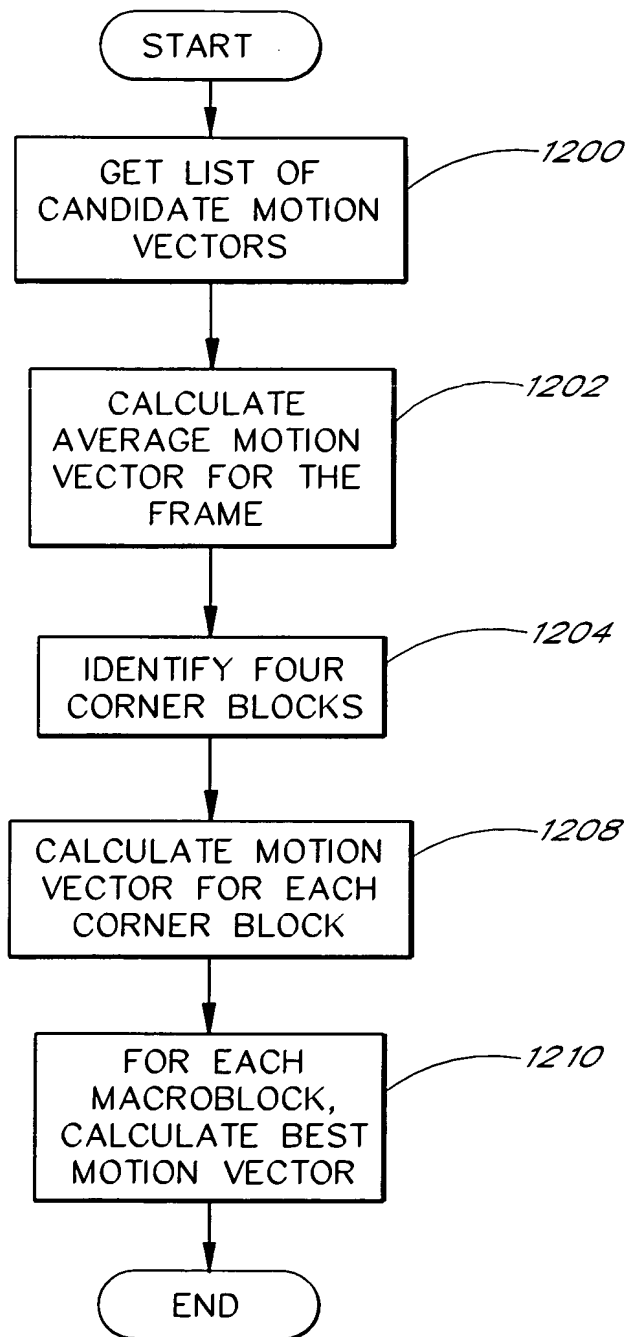 START
1200
GET LIST OF
CANDIDATE MOTION
VECTORS
1202
CALCULATE
AVERAGE MOTION
VECTOR FOR THE
FRAME
1204
IDENTIFY FOUR
CORNER BLOCKS
1208
CALCULATE MOTION
VECTOR FOR EACH
CORNER BLOCK
1210
FOR EACH
MACROBLOCK,
CALCULATE BEST
MOTION VECTOR
END